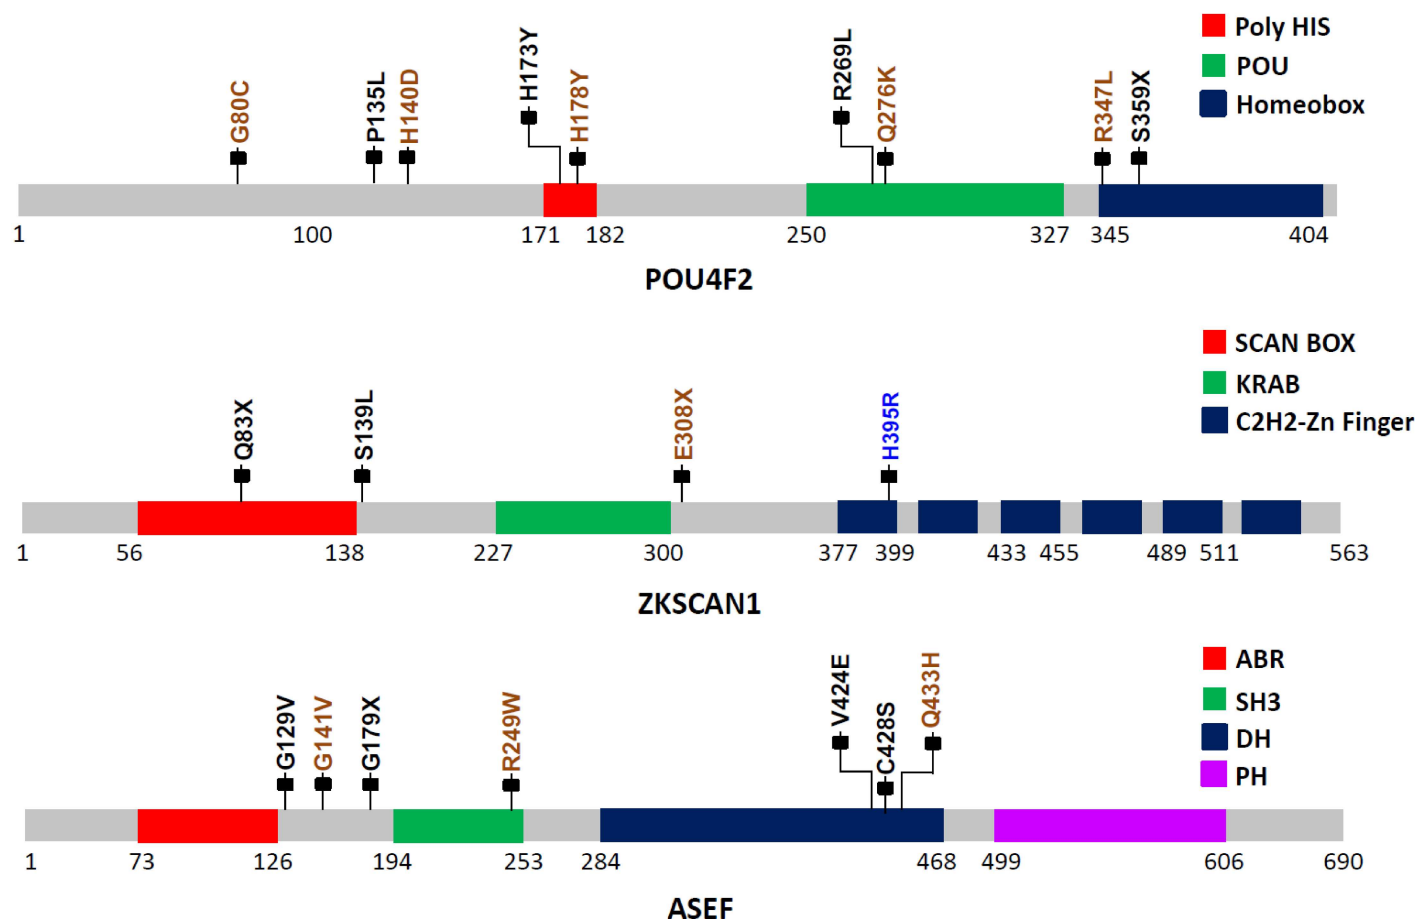 Poly HIS
POU
Homeobox
G80C
P135L
H140D
H173Y
H178Y
R269L
Q276K
R347L
S359X
1 100 171 182 250 327 345 404
POU4F2
SCAN BOX
KRAB
C2H2-Zn Finger
Q83X
S139L
E308X
H395R
1 56 138 227 300 377 399 433 455 489 511 563
ZKSCAN1
ABR
SH3
DH
PH
G129V
G141V
G179X
R249W
V424E
C428S
Q433H
1 73 126 194 253 284 468 499 606 690
ASEF